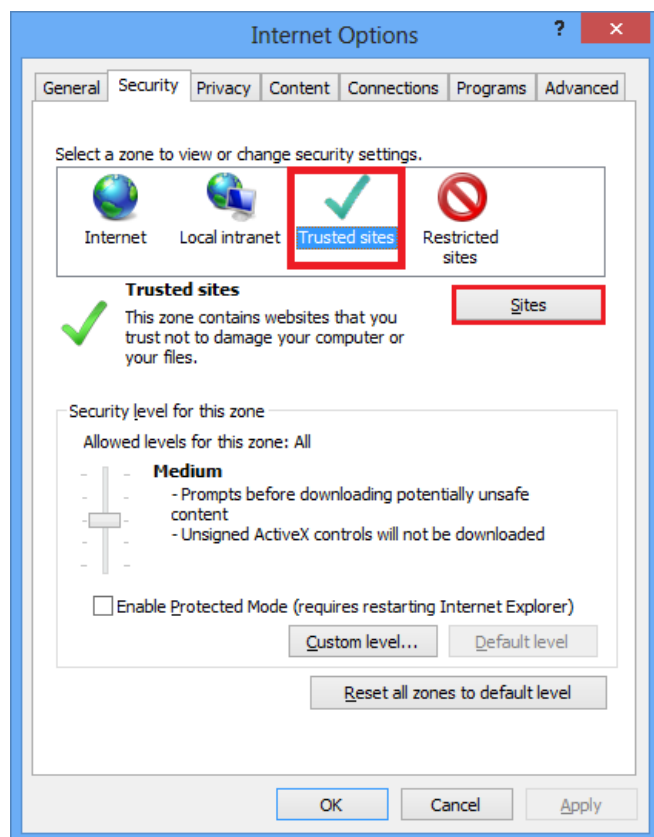 Internet Options
?
General Security Privacy Content Connections Programs Advanced
Select a zone to view or change security settings.
Internet Local intranet Trusted sites Restricted
sites
Trusted sites
Sites
This zone contains websites that you
trust not to damage your computer or
your files.
Security level for this zone
Allowed levels for this zone: All
Medium
- Prompts before downloading potentially unsafe
content
- Unsigned ActiveX controls will not be downloaded
Enable Protected Mode (requires restarting Internet Explorer)
Custom level... Default level
Reset all zones to default level
OK Cancel Apply